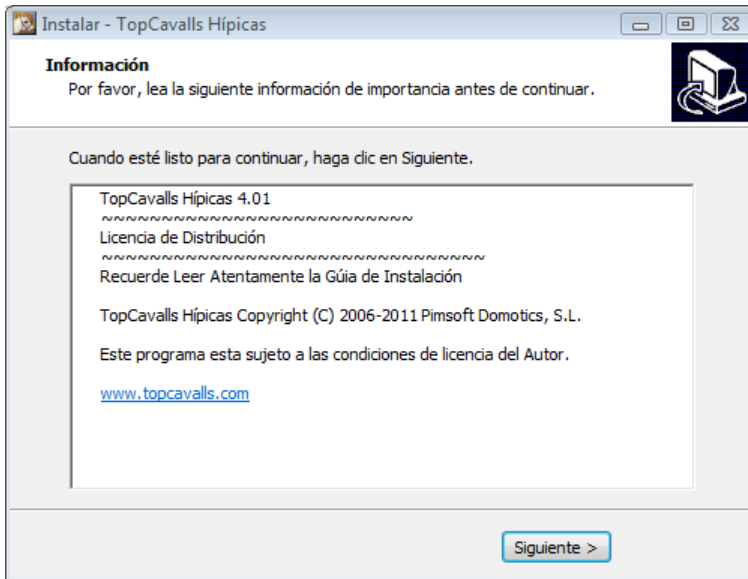 Instalar - TopCavalls Hípicas
Información
Por favor, lea la siguiente información de importancia antes de continuar.
Cuando esté listo para continuar, haga clic en Siguiente.
TopCavalls Hípicas 4.01
~~~~~~~~~~~~~~~~~~~~~~~~~~
Licencia de Distribución
~~~~~~~~~~~~~~~~~~~~~~~~~~~~~~~~
Recuerde Leer Atentamente la Gúia de Instalación
TopCavalls Hípicas Copyright (C) 2006-2011 Pimsoft Domotics, S.L.
Este programa esta sujeto a las condiciones de licencia del Autor.
www.topcavalls.com
Siguiente >